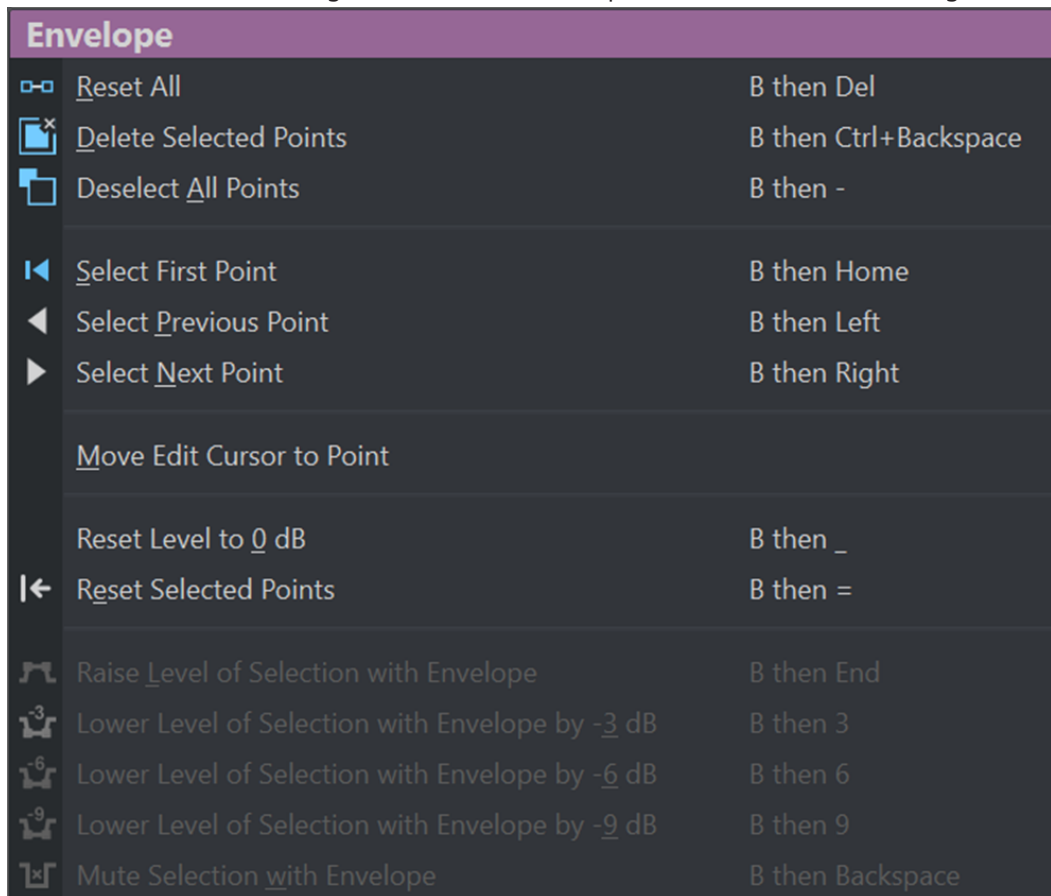 Envelope
Reset All B then Del
Delete Selected Points B then Ctrl+Backspace
Deselect All Points B then -
Select First Point B then Home
Select Previous Point B then Left
Select Next Point B then Right
Move Edit Cursor to Point
Reset Level to 0 dB B then _
Reset Selected Points B then =
Raise Level of Selection with Envelope B then End
-3 Lower Level of Selection with Envelope by -3 dB B then 3
-6 Lower Level of Selection with Envelope by -6 dB B then 6
-9 Lower Level of Selection with Envelope by -9 dB B then 9
Mute Selection with Envelope B then Backspace